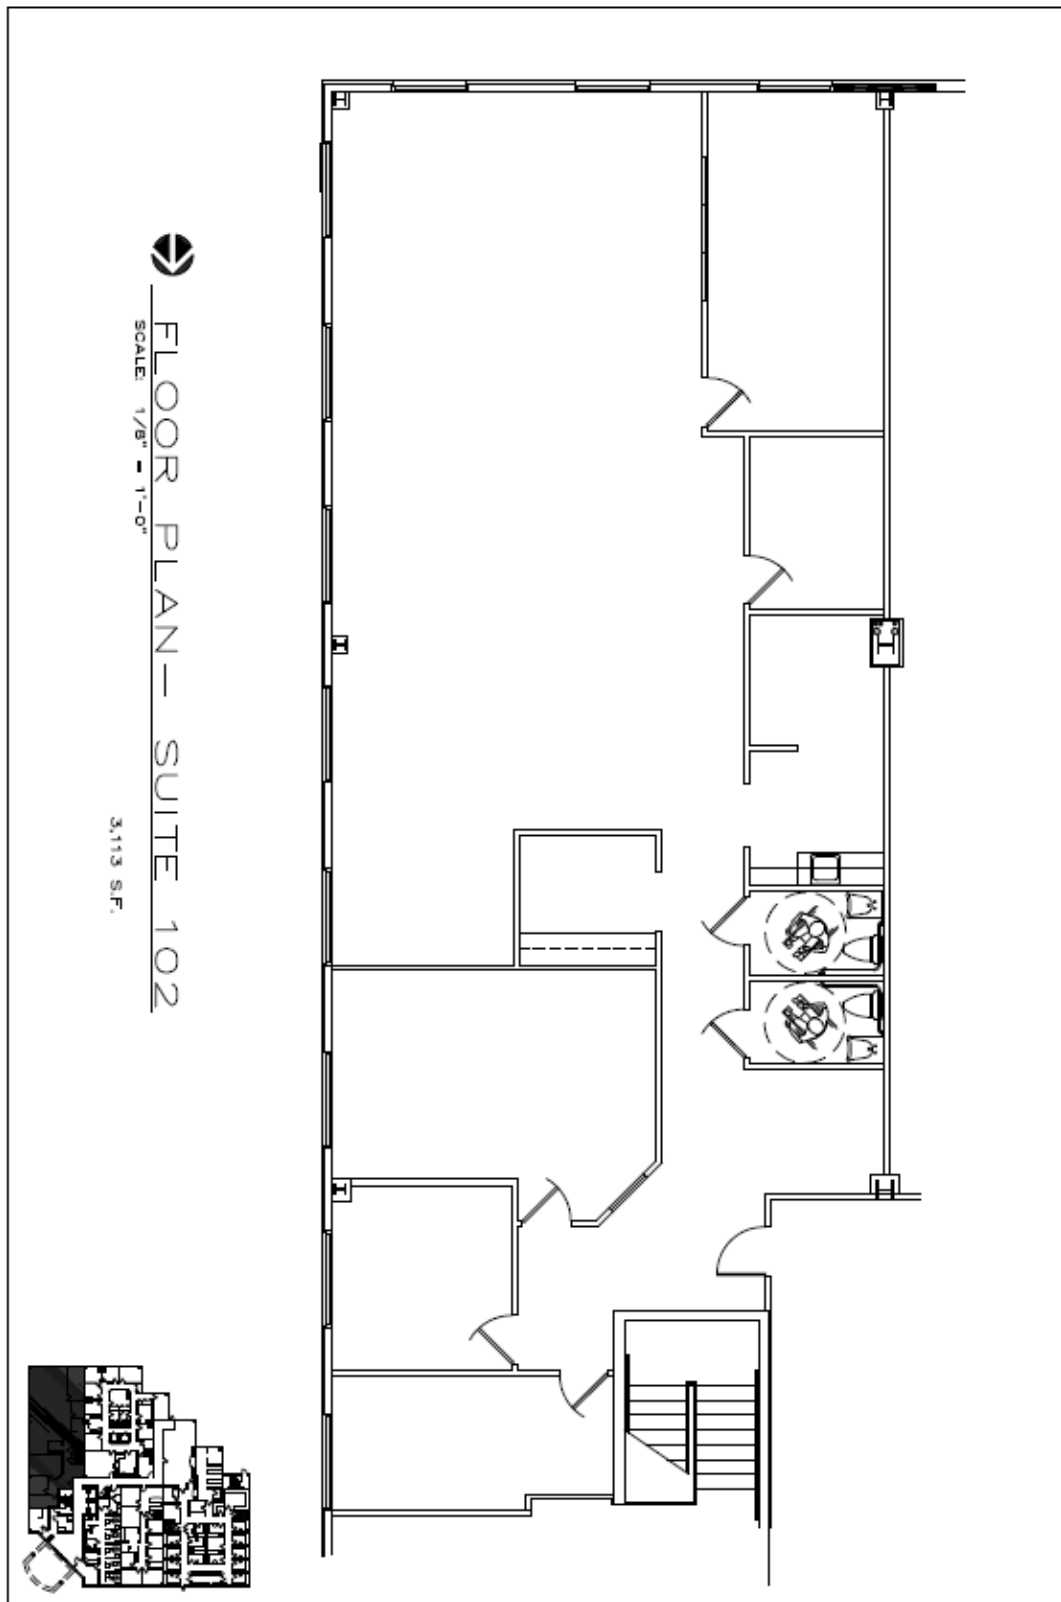 FLOOR PLAN— SUITE 102
SCALE: 1/8" = 1'-0"
3,113 S.F.